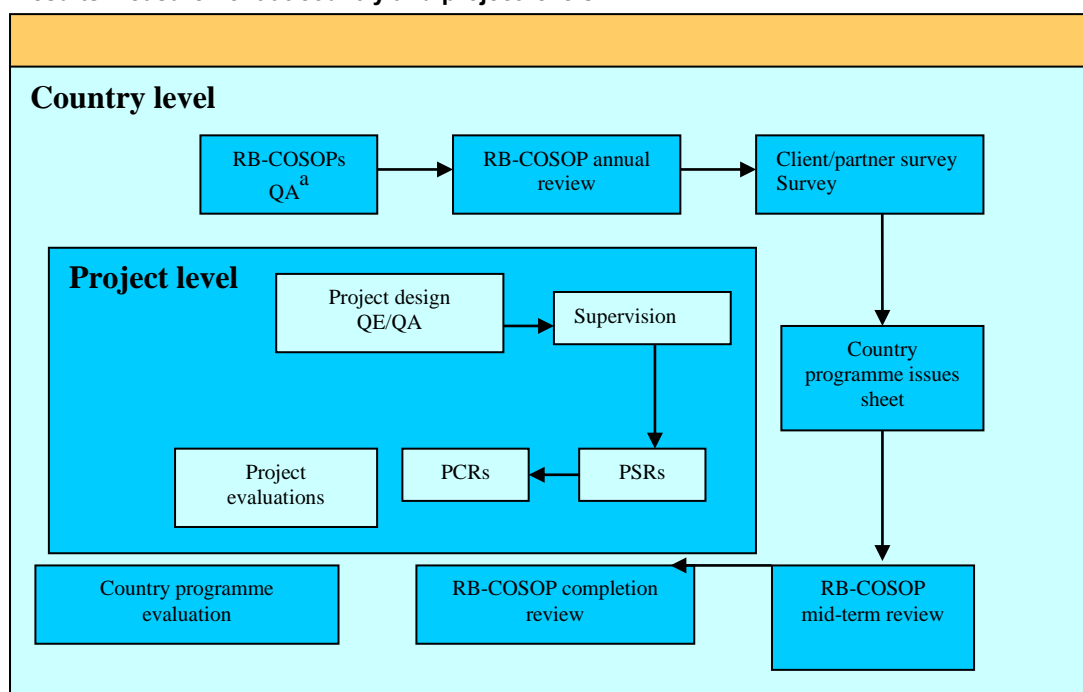 Country level
RB-COSOPs
QAa
RB-COSOP annual
review
Client/partner survey
Survey
Project level
Project design
QE/QA
Supervision
Country
programme issues
sheet
Project
evaluations
PCRs
PSRs
Country programme
evaluation
RB-COSOP completion
review
RB-COSOP
mid-term review